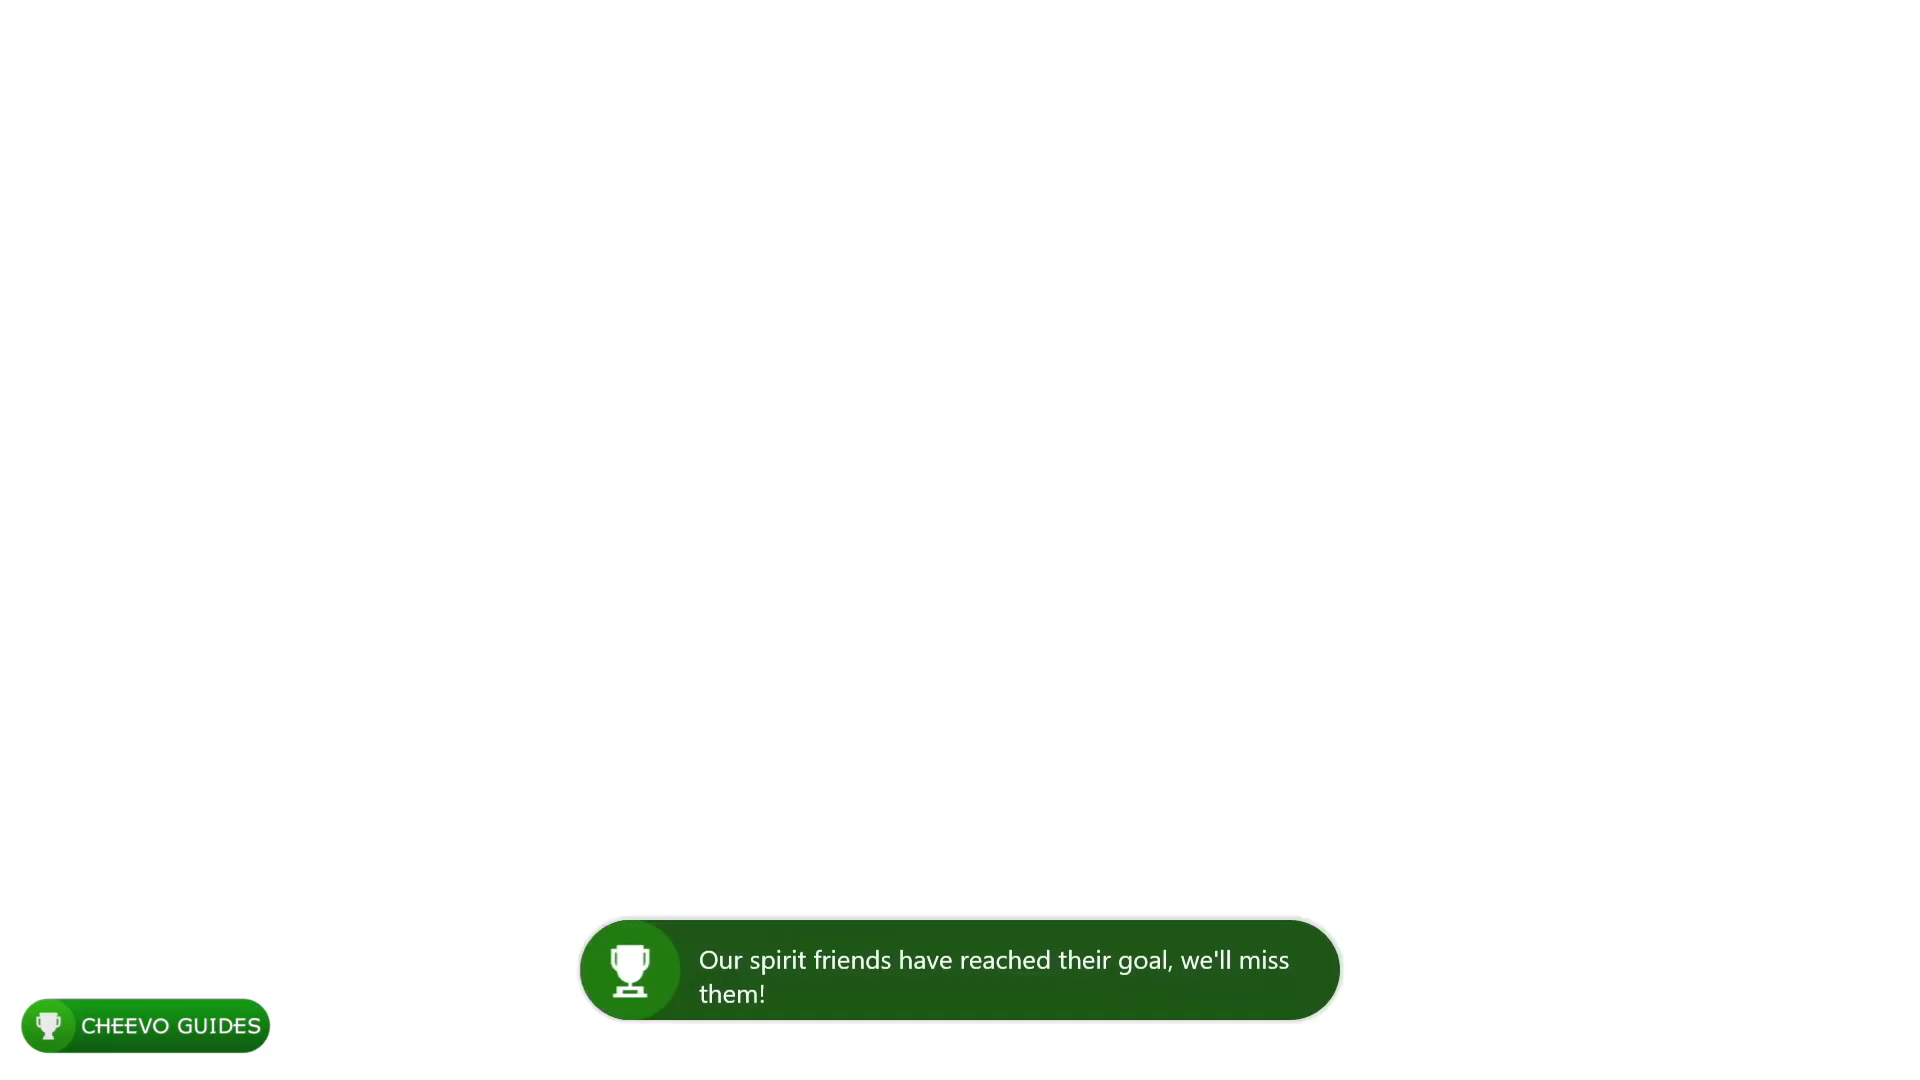 Our spirit friends have reached their goal, we'll miss
them!
CHEEVO GUIDES